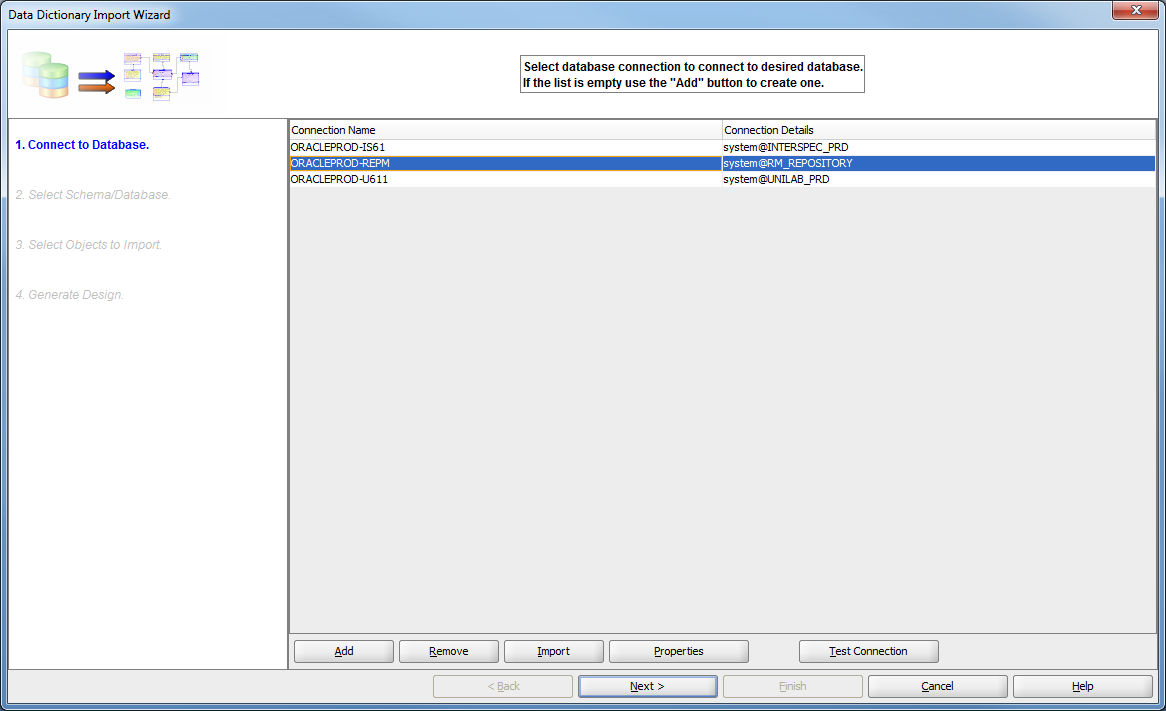 Data Dictionary Import Wizard
Select database connection to connect to desired database.
If the list is empty use the "Add" button to create one.
1. Connect to Database.
2. Select Schema/Database.
3. Select Objects to Import.
4. Generate Design.
Connection Name Connection Details
ORACLEPROD-IS61 system@INTERSPEC_PRD
ORACLEPROD-REPM system@RM_REPOSITORY
ORACLEPROD-U611 system@UNILAB_PRD
Add Remove Import Properties Test Connection
< Back Next > Finish Cancel Help